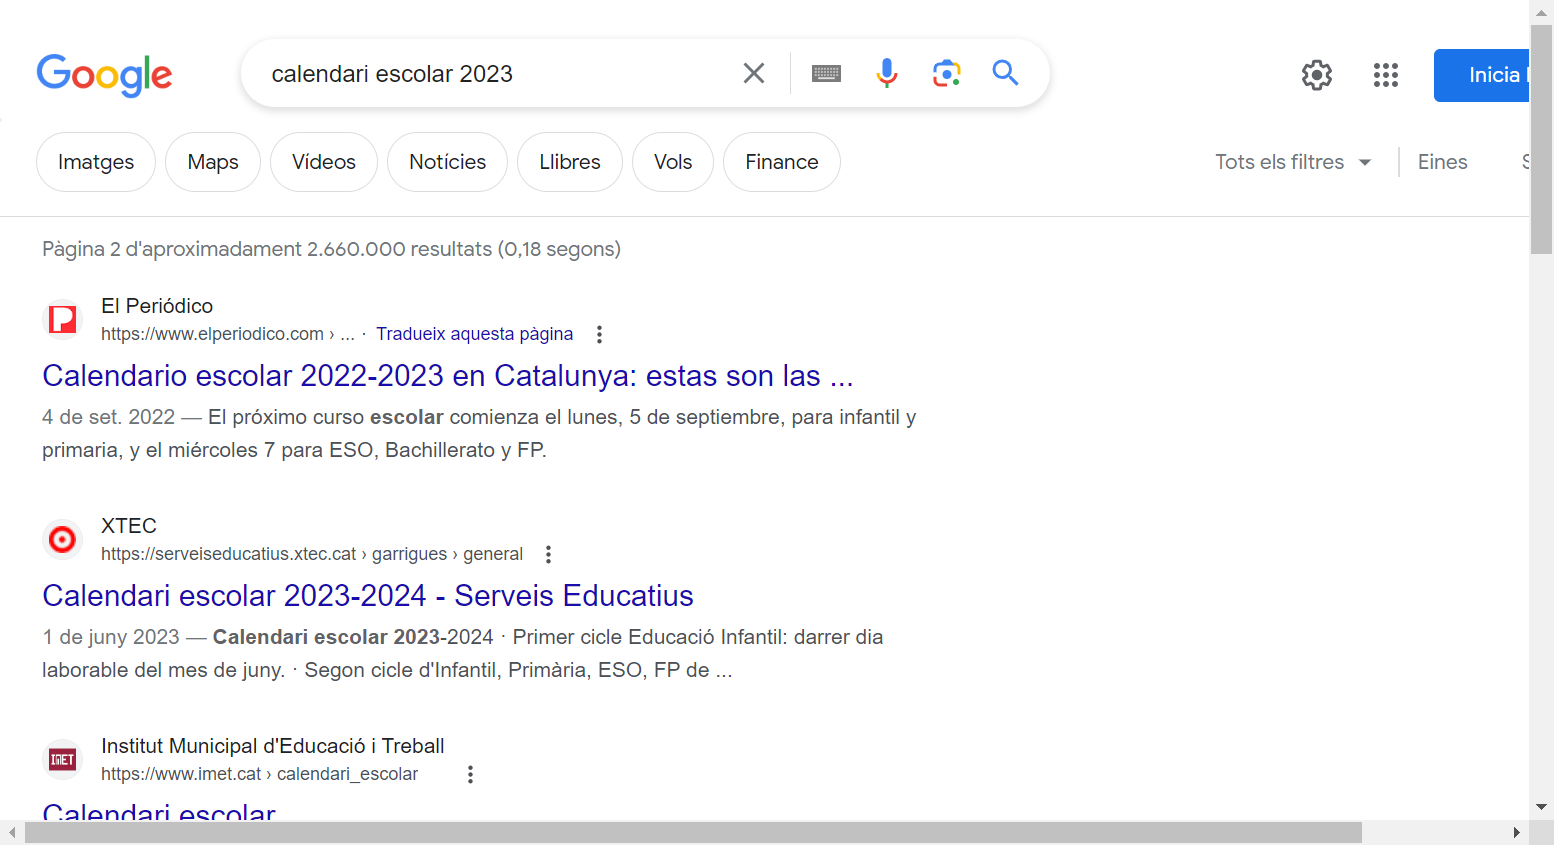 Google
calendari escolar 2023
Inicia
Imatges
Maps
Vídeos
Notícies
Llibres
Vols
Finance
Tots els filtres
Eines
Pàgina 2 d'aproximadament 2.660.000 resultats (0,18 segons)
El Periódico
https://www.elperiodico.com › ... · Tradueix aquesta pàgina
Calendario escolar 2022-2023 en Catalunya: estas son las ...
4 de set. 2022 — El próximo curso escolar comienza el lunes, 5 de septiembre, para infantil y
primaria, y el miércoles 7 para ESO, Bachillerato y FP.
XTEC
https://serveiseducatius.xtec.cat › garrigues › general
Calendari escolar 2023-2024 - Serveis Educatius
1 de juny 2023 — Calendari escolar 2023-2024 · Primer cicle Educació Infantil: darrer dia
laborable del mes de juny. · Segon cicle d'Infantil, Primària, ESO, FP de ...
IMET
Institut Municipal d'Educació i Treball
https://www.imet.cat › calendari_escolar
Calendari escolar